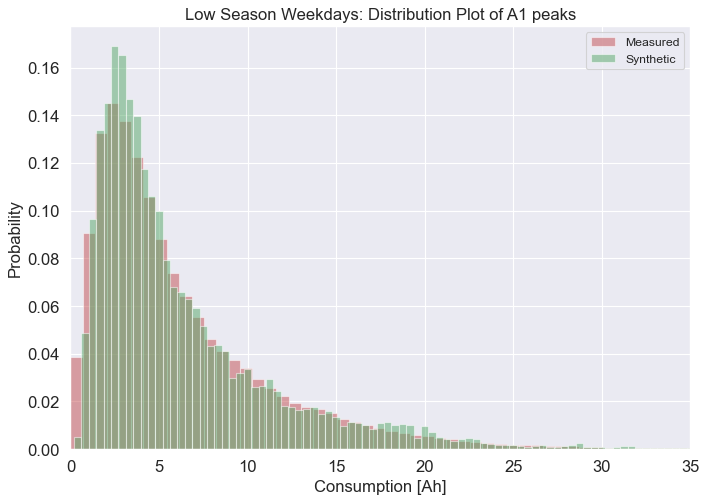 Low Season Weekdays: Distribution Plot of A1 peaks
Measured
Synthetic
0.16
0.14
0.12
0.10
0.08
0.06
0.04
0.02
0.00
Probability
0 5 10 15 20 25 30 35
Consumption [Ah]